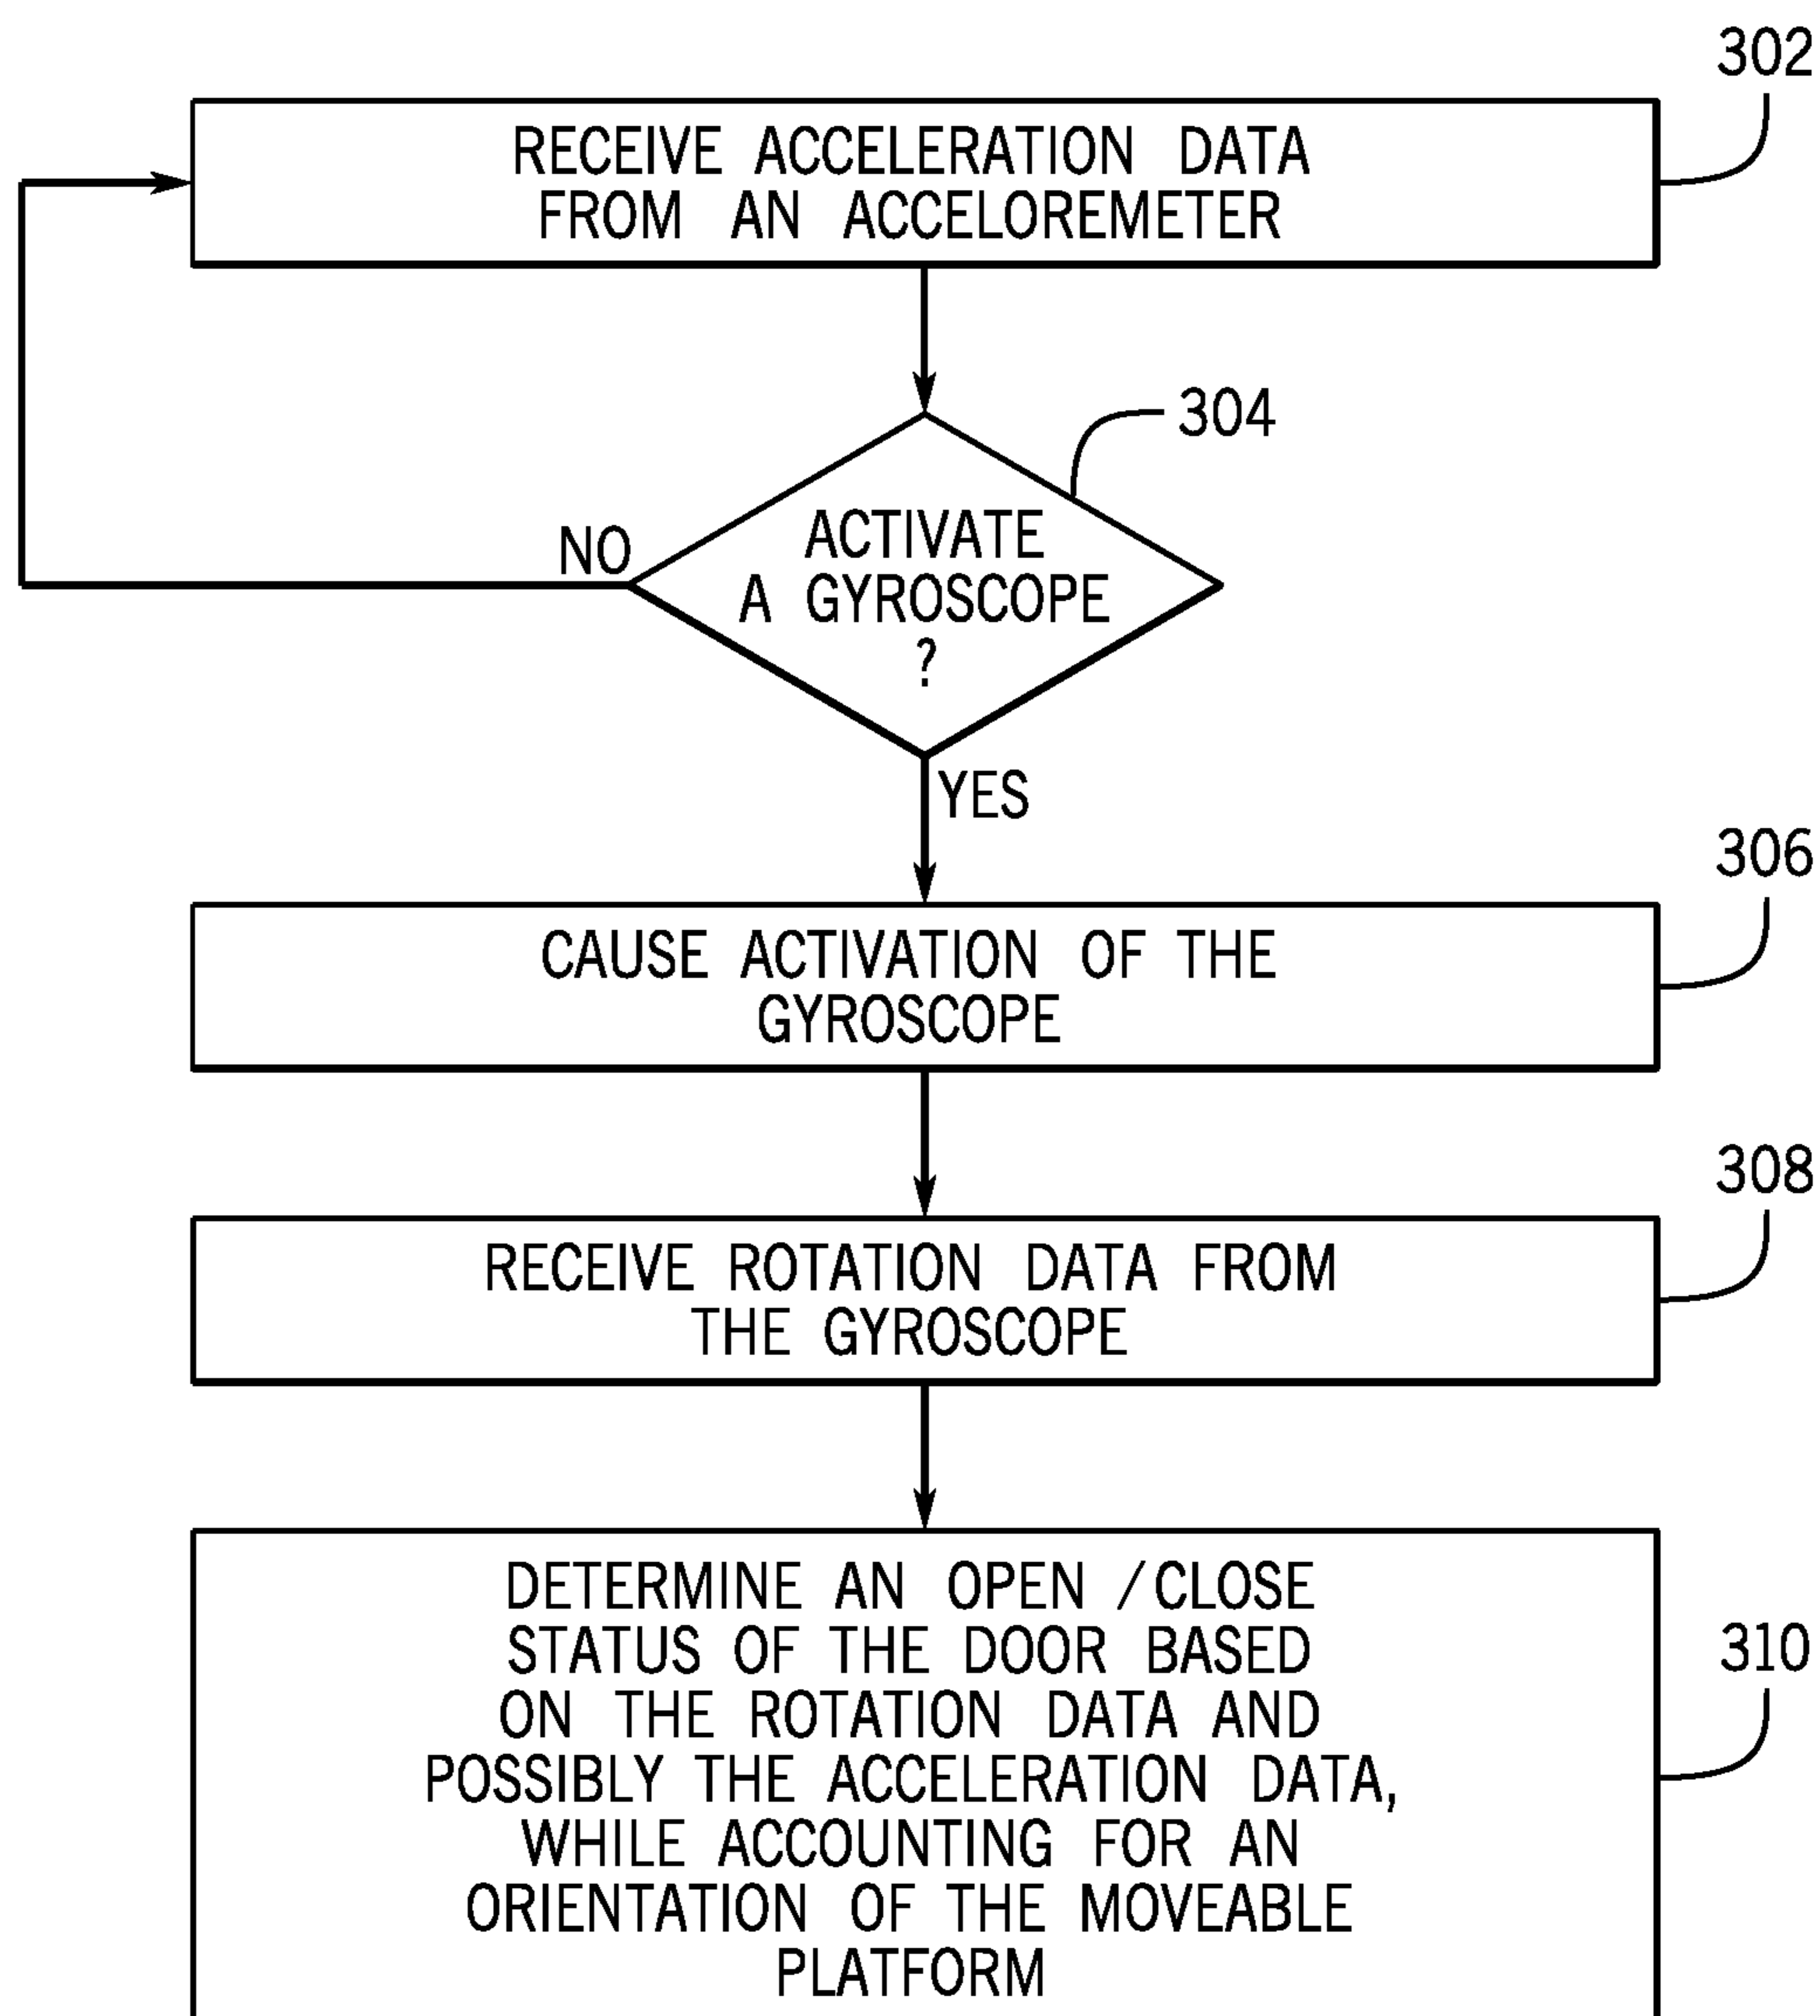 302
RECEIVE ACCELERATION DATA
FROM AN ACCELOREMETER
304
ACTIVATE
A GYROSCOPE
?
NO
YES
306
CAUSE ACTIVATION OF THE
GYROSCOPE
308
RECEIVE ROTATION DATA FROM
THE GYROSCOPE
310
DETERMINE AN OPEN /CLOSE
STATUS OF THE DOOR BASED
ON THE ROTATION DATA AND
POSSIBLY THE ACCELERATION DATA,
WHILE ACCOUNTING FOR AN
ORIENTATION OF THE MOVEABLE
PLATFORM